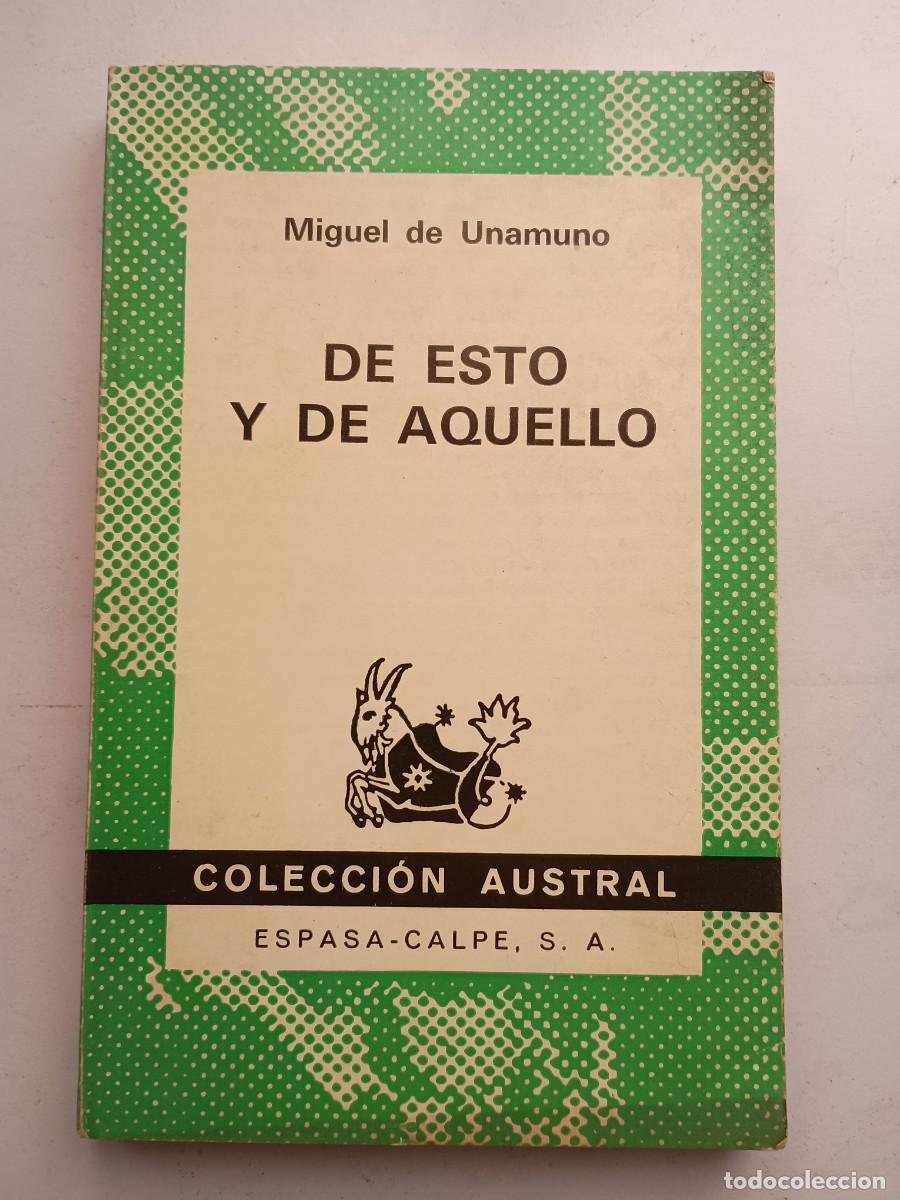 Miguel de Unamuno
DE ESTO
Y DE AQUELLO
COLECCIÓN AUSTRAL
ESPASA-CALPE, S. A.
todocoleccion